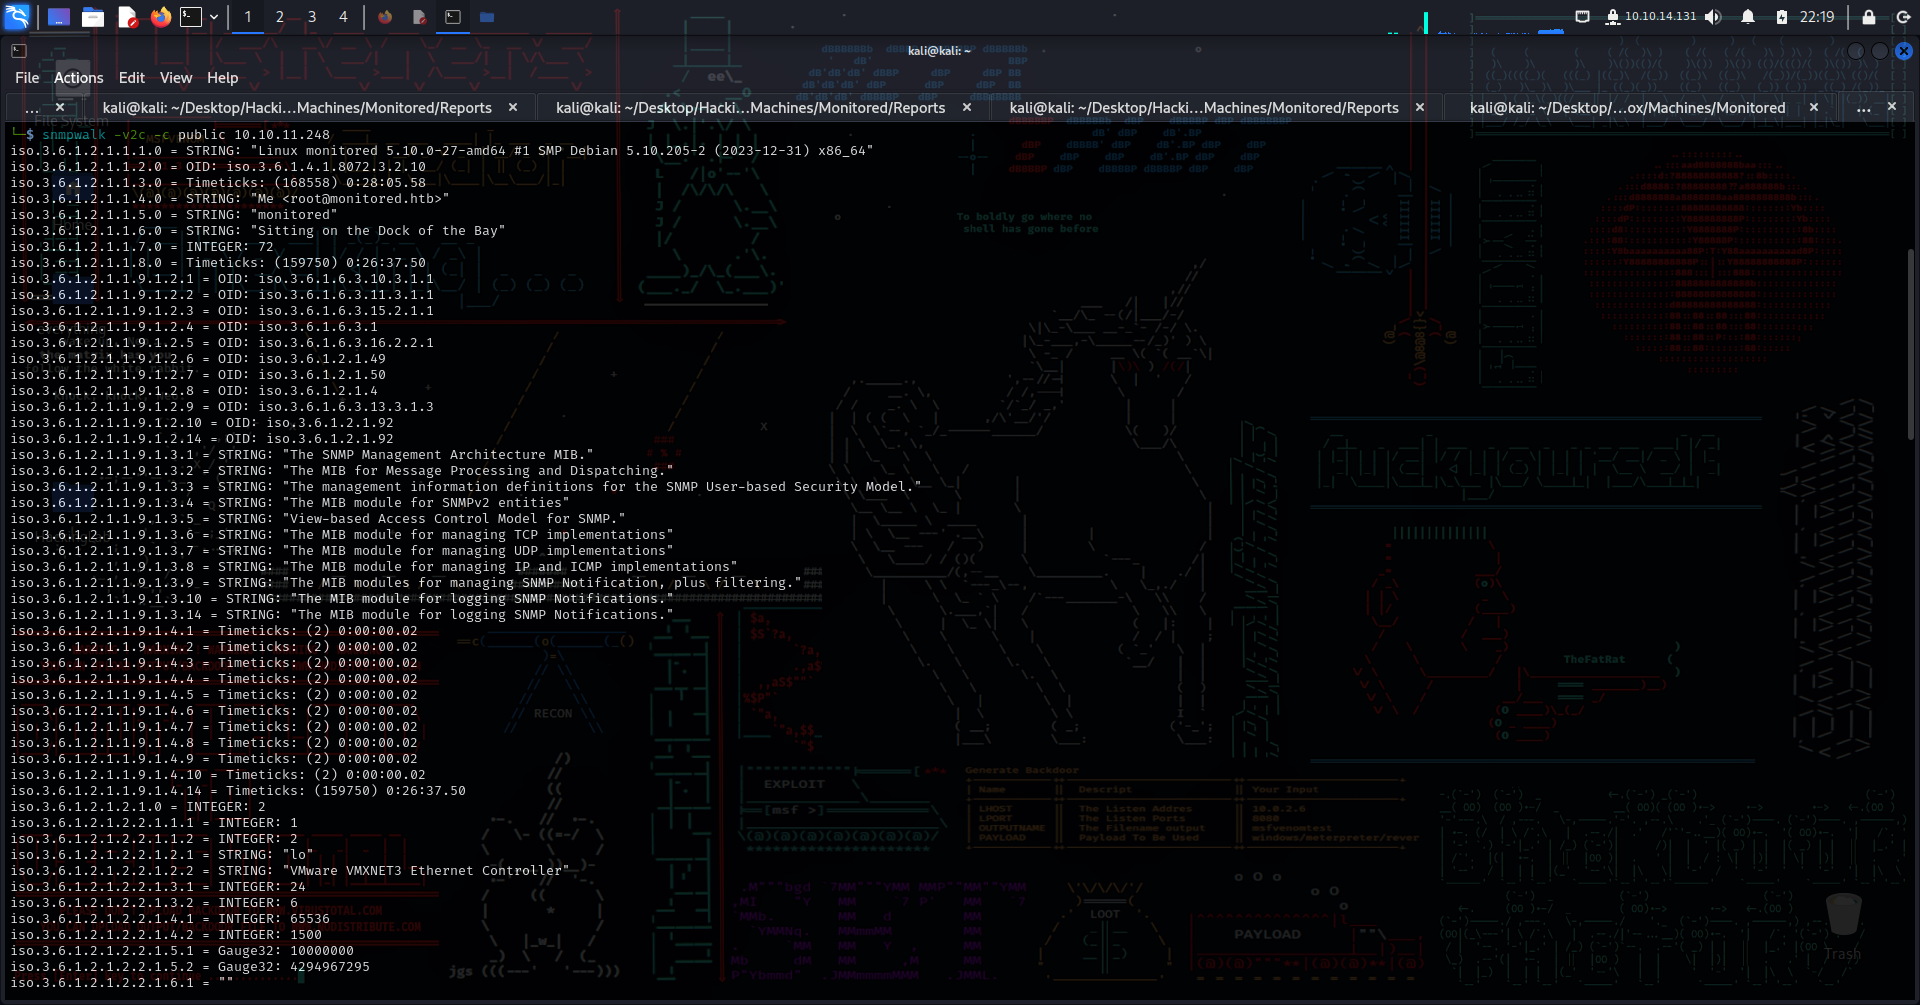 1 2 3 4
10.10.14.131
22:19
kali@kali: ~
File Actions Edit View Help
... kali@kali: ~/Desktop/Hacki...Machines/Monitored/Reports kali@kali: ~/Desktop/Hacki...Machines/Monitored/Reports kali@kali: ~/Desktop/Hacki...Machines/Monitored/Reports kali@kali: ~/Desktop/...ox/Machines/Monitored ...
└─$ snmpwalk -v2c -c public 10.10.11.248
iso.3.6.1.2.1.1.1.0 = STRING: "Linux monitored 5.10.0-27-amd64 #1 SMP Debian 5.10.205-2 (2023-12-31) x86_64"
iso.3.6.1.2.1.1.2.0 = OID: iso.3.6.1.4.1.8072.3.2.10
iso.3.6.1.2.1.1.3.0 = Timeticks: (168558) 0:28:05.58
iso.3.6.1.2.1.1.4.0 = STRING: "Me <root@monitored.htb>"
iso.3.6.1.2.1.1.5.0 = STRING: "monitored"
iso.3.6.1.2.1.1.6.0 = STRING: "Sitting on the Dock of the Bay"
iso.3.6.1.2.1.1.7.0 = INTEGER: 72
iso.3.6.1.2.1.1.8.0 = Timeticks: (159750) 0:26:37.50
iso.3.6.1.2.1.1.9.1.2.1 = OID: iso.3.6.1.6.3.10.3.1.1
iso.3.6.1.2.1.1.9.1.2.2 = OID: iso.3.6.1.6.3.11.3.1.1
iso.3.6.1.2.1.1.9.1.2.3 = OID: iso.3.6.1.6.3.15.2.1.1
iso.3.6.1.2.1.1.9.1.2.4 = OID: iso.3.6.1.6.3.1
iso.3.6.1.2.1.1.9.1.2.5 = OID: iso.3.6.1.6.3.16.2.2.1
iso.3.6.1.2.1.1.9.1.2.6 = OID: iso.3.6.1.2.1.49
iso.3.6.1.2.1.1.9.1.2.7 = OID: iso.3.6.1.2.1.50
iso.3.6.1.2.1.1.9.1.2.8 = OID: iso.3.6.1.2.1.4
iso.3.6.1.2.1.1.9.1.2.9 = OID: iso.3.6.1.6.3.13.3.1.3
iso.3.6.1.2.1.1.9.1.2.10 = OID: iso.3.6.1.2.1.92
iso.3.6.1.2.1.1.9.1.2.14 = OID: iso.3.6.1.2.1.92
iso.3.6.1.2.1.1.9.1.3.1 = STRING: "The SNMP Management Architecture MIB."
iso.3.6.1.2.1.1.9.1.3.2 = STRING: "The MIB for Message Processing and Dispatching."
iso.3.6.1.2.1.1.9.1.3.3 = STRING: "The management information definitions for the SNMP User-based Security Model."
iso.3.6.1.2.1.1.9.1.3.4 = STRING: "The MIB module for SNMPv2 entities"
iso.3.6.1.2.1.1.9.1.3.5 = STRING: "View-based Access Control Model for SNMP."
iso.3.6.1.2.1.1.9.1.3.6 = STRING: "The MIB module for managing TCP implementations"
iso.3.6.1.2.1.1.9.1.3.7 = STRING: "The MIB module for managing UDP implementations"
iso.3.6.1.2.1.1.9.1.3.8 = STRING: "The MIB module for managing IP and ICMP implementations"
iso.3.6.1.2.1.1.9.1.3.9 = STRING: "The MIB modules for managing SNMP Notification, plus filtering."
iso.3.6.1.2.1.1.9.1.3.10 = STRING: "The MIB module for logging SNMP Notifications."
iso.3.6.1.2.1.1.9.1.3.14 = STRING: "The MIB module for logging SNMP Notifications."
iso.3.6.1.2.1.1.9.1.4.1 = Timeticks: (2) 0:00:00.02
iso.3.6.1.2.1.1.9.1.4.2 = Timeticks: (2) 0:00:00.02
iso.3.6.1.2.1.1.9.1.4.3 = Timeticks: (2) 0:00:00.02
iso.3.6.1.2.1.1.9.1.4.4 = Timeticks: (2) 0:00:00.02
iso.3.6.1.2.1.1.9.1.4.5 = Timeticks: (2) 0:00:00.02
iso.3.6.1.2.1.1.9.1.4.6 = Timeticks: (2) 0:00:00.02
iso.3.6.1.2.1.1.9.1.4.7 = Timeticks: (2) 0:00:00.02
iso.3.6.1.2.1.1.9.1.4.8 = Timeticks: (2) 0:00:00.02
iso.3.6.1.2.1.1.9.1.4.9 = Timeticks: (2) 0:00:00.02
iso.3.6.1.2.1.1.9.1.4.10 = Timeticks: (2) 0:00:00.02
iso.3.6.1.2.1.1.9.1.4.14 = Timeticks: (159750) 0:26:37.50
iso.3.6.1.2.1.2.1.0 = INTEGER: 2
iso.3.6.1.2.1.2.2.1.1.1 = INTEGER: 1
iso.3.6.1.2.1.2.2.1.1.2 = INTEGER: 2
iso.3.6.1.2.1.2.2.1.2.1 = STRING: "lo"
iso.3.6.1.2.1.2.2.1.2.2 = STRING: "VMware VMXNET3 Ethernet Controller"
iso.3.6.1.2.1.2.2.1.3.1 = INTEGER: 24
iso.3.6.1.2.1.2.2.1.3.2 = INTEGER: 6
iso.3.6.1.2.1.2.2.1.4.1 = INTEGER: 65536
iso.3.6.1.2.1.2.2.1.4.2 = INTEGER: 1500
iso.3.6.1.2.1.2.2.1.5.1 = Gauge32: 10000000
iso.3.6.1.2.1.2.2.1.5.2 = Gauge32: 4294967295
iso.3.6.1.2.1.2.2.1.6.1 = ""
To boldly go where no
shell has gone before
TheFatRat
RECON
EXPLOIT
[msf >]
Generate Backdoor
Name Descript Your Input
LHOST The Listen Addres 10.0.2.6
LPORT The Listen Ports 8080
OUTPUTNAME The Filename output msfvenomtest
PAYLOAD Payload To Be Used windows/meterpreter/rever
LOOT
PAYLOAD
jgs
Trash